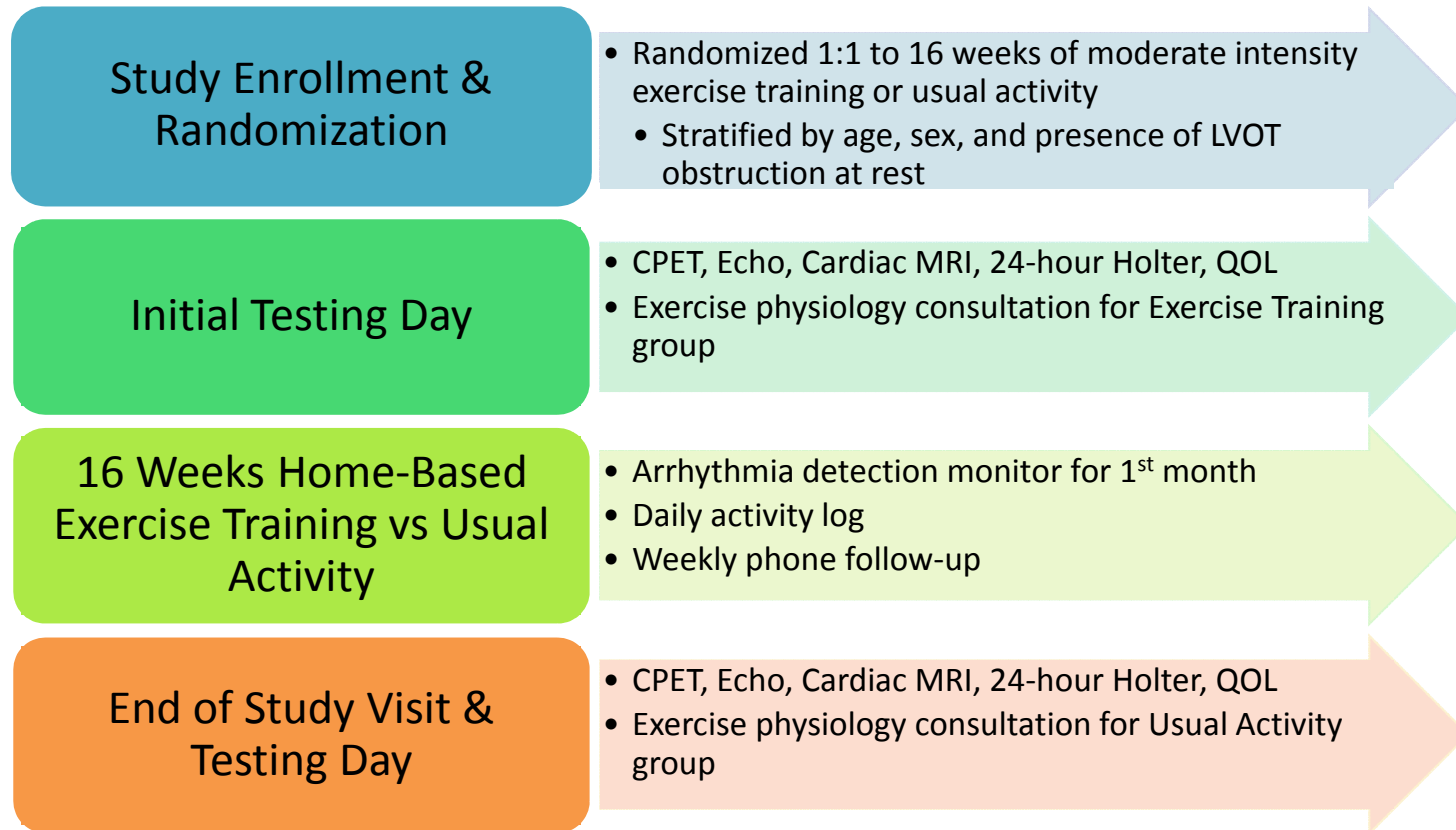 Study Enrollment &
Randomization
• Randomized 1:1 to 16 weeks of moderate intensity
exercise training or usual activity
• Stratified by age, sex, and presence of LVOT
obstruction at rest
Initial Testing Day
• CPET, Echo, Cardiac MRI, 24-hour Holter, QOL
• Exercise physiology consultation for Exercise Training
group
16 Weeks Home-Based
Exercise Training vs Usual
Activity
• Arrhythmia detection monitor for 1st month
• Daily activity log
• Weekly phone follow-up
End of Study Visit &
Testing Day
• CPET, Echo, Cardiac MRI, 24-hour Holter, QOL
• Exercise physiology consultation for Usual Activity
group